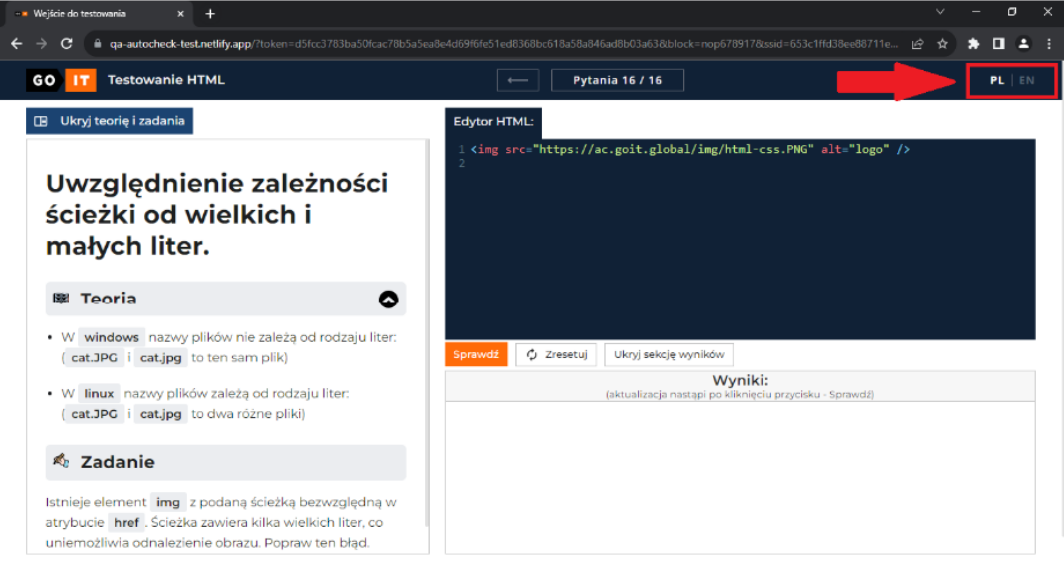 Wejście do testowania
qa-autocheck-test.netlify.app/?token=d5fcc3783ba50fcac78b5a5ea8e4d69f6fe51ed8368bc618a58a846ad8b03a63&block=nop678917&ssid=653c1ffd38ee88711e...
GO IT Testowanie HTML
Pytania 16 / 16
PL | EN
Ukryj teorię i zadania
Uwzględnienie zależności
ścieżki od wielkich i
małych liter.
Teoria
• W windows nazwy plików nie zależą od rodzaju liter:
( cat.JPG i cat.jpg to ten sam plik)
• W linux nazwy plików zależą od rodzaju liter:
( cat.JPG i cat.jpg to dwa różne pliki)
Zadanie
Istnieje element img z podaną ścieżką bezwzględną w
atrybucie href . Ścieżka zawiera kilka wielkich liter, co
uniemożliwia odnalezienie obrazu. Popraw ten błąd.
Edytor HTML:
1 <img src="https://ac.goit.global/img/html-css.PNG" alt="logo" />
2
Sprawdź
Zresetuj
Ukryj sekcję wyników
Wyniki:
(aktualizacja nastąpi po kliknięciu przycisku - Sprawdź)